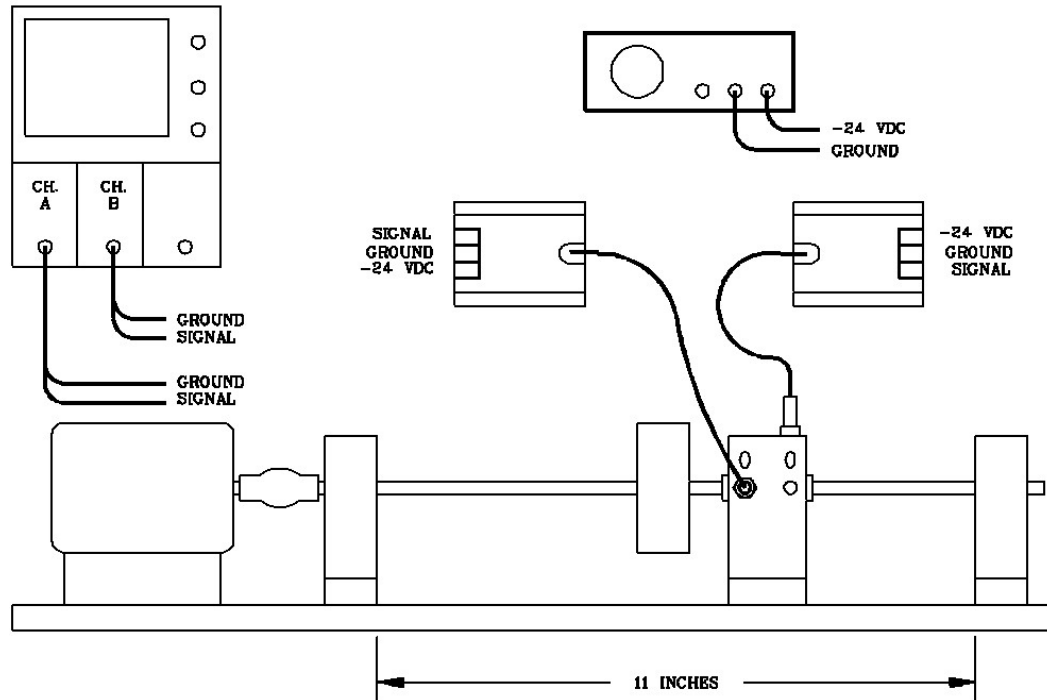 CH.
A
CH.
B
GROUND
SIGNAL
GROUND
SIGNAL
-24 VDC
GROUND
SIGNAL
GROUND
-24 VDC
-24 VDC
GROUND
SIGNAL
11 INCHES